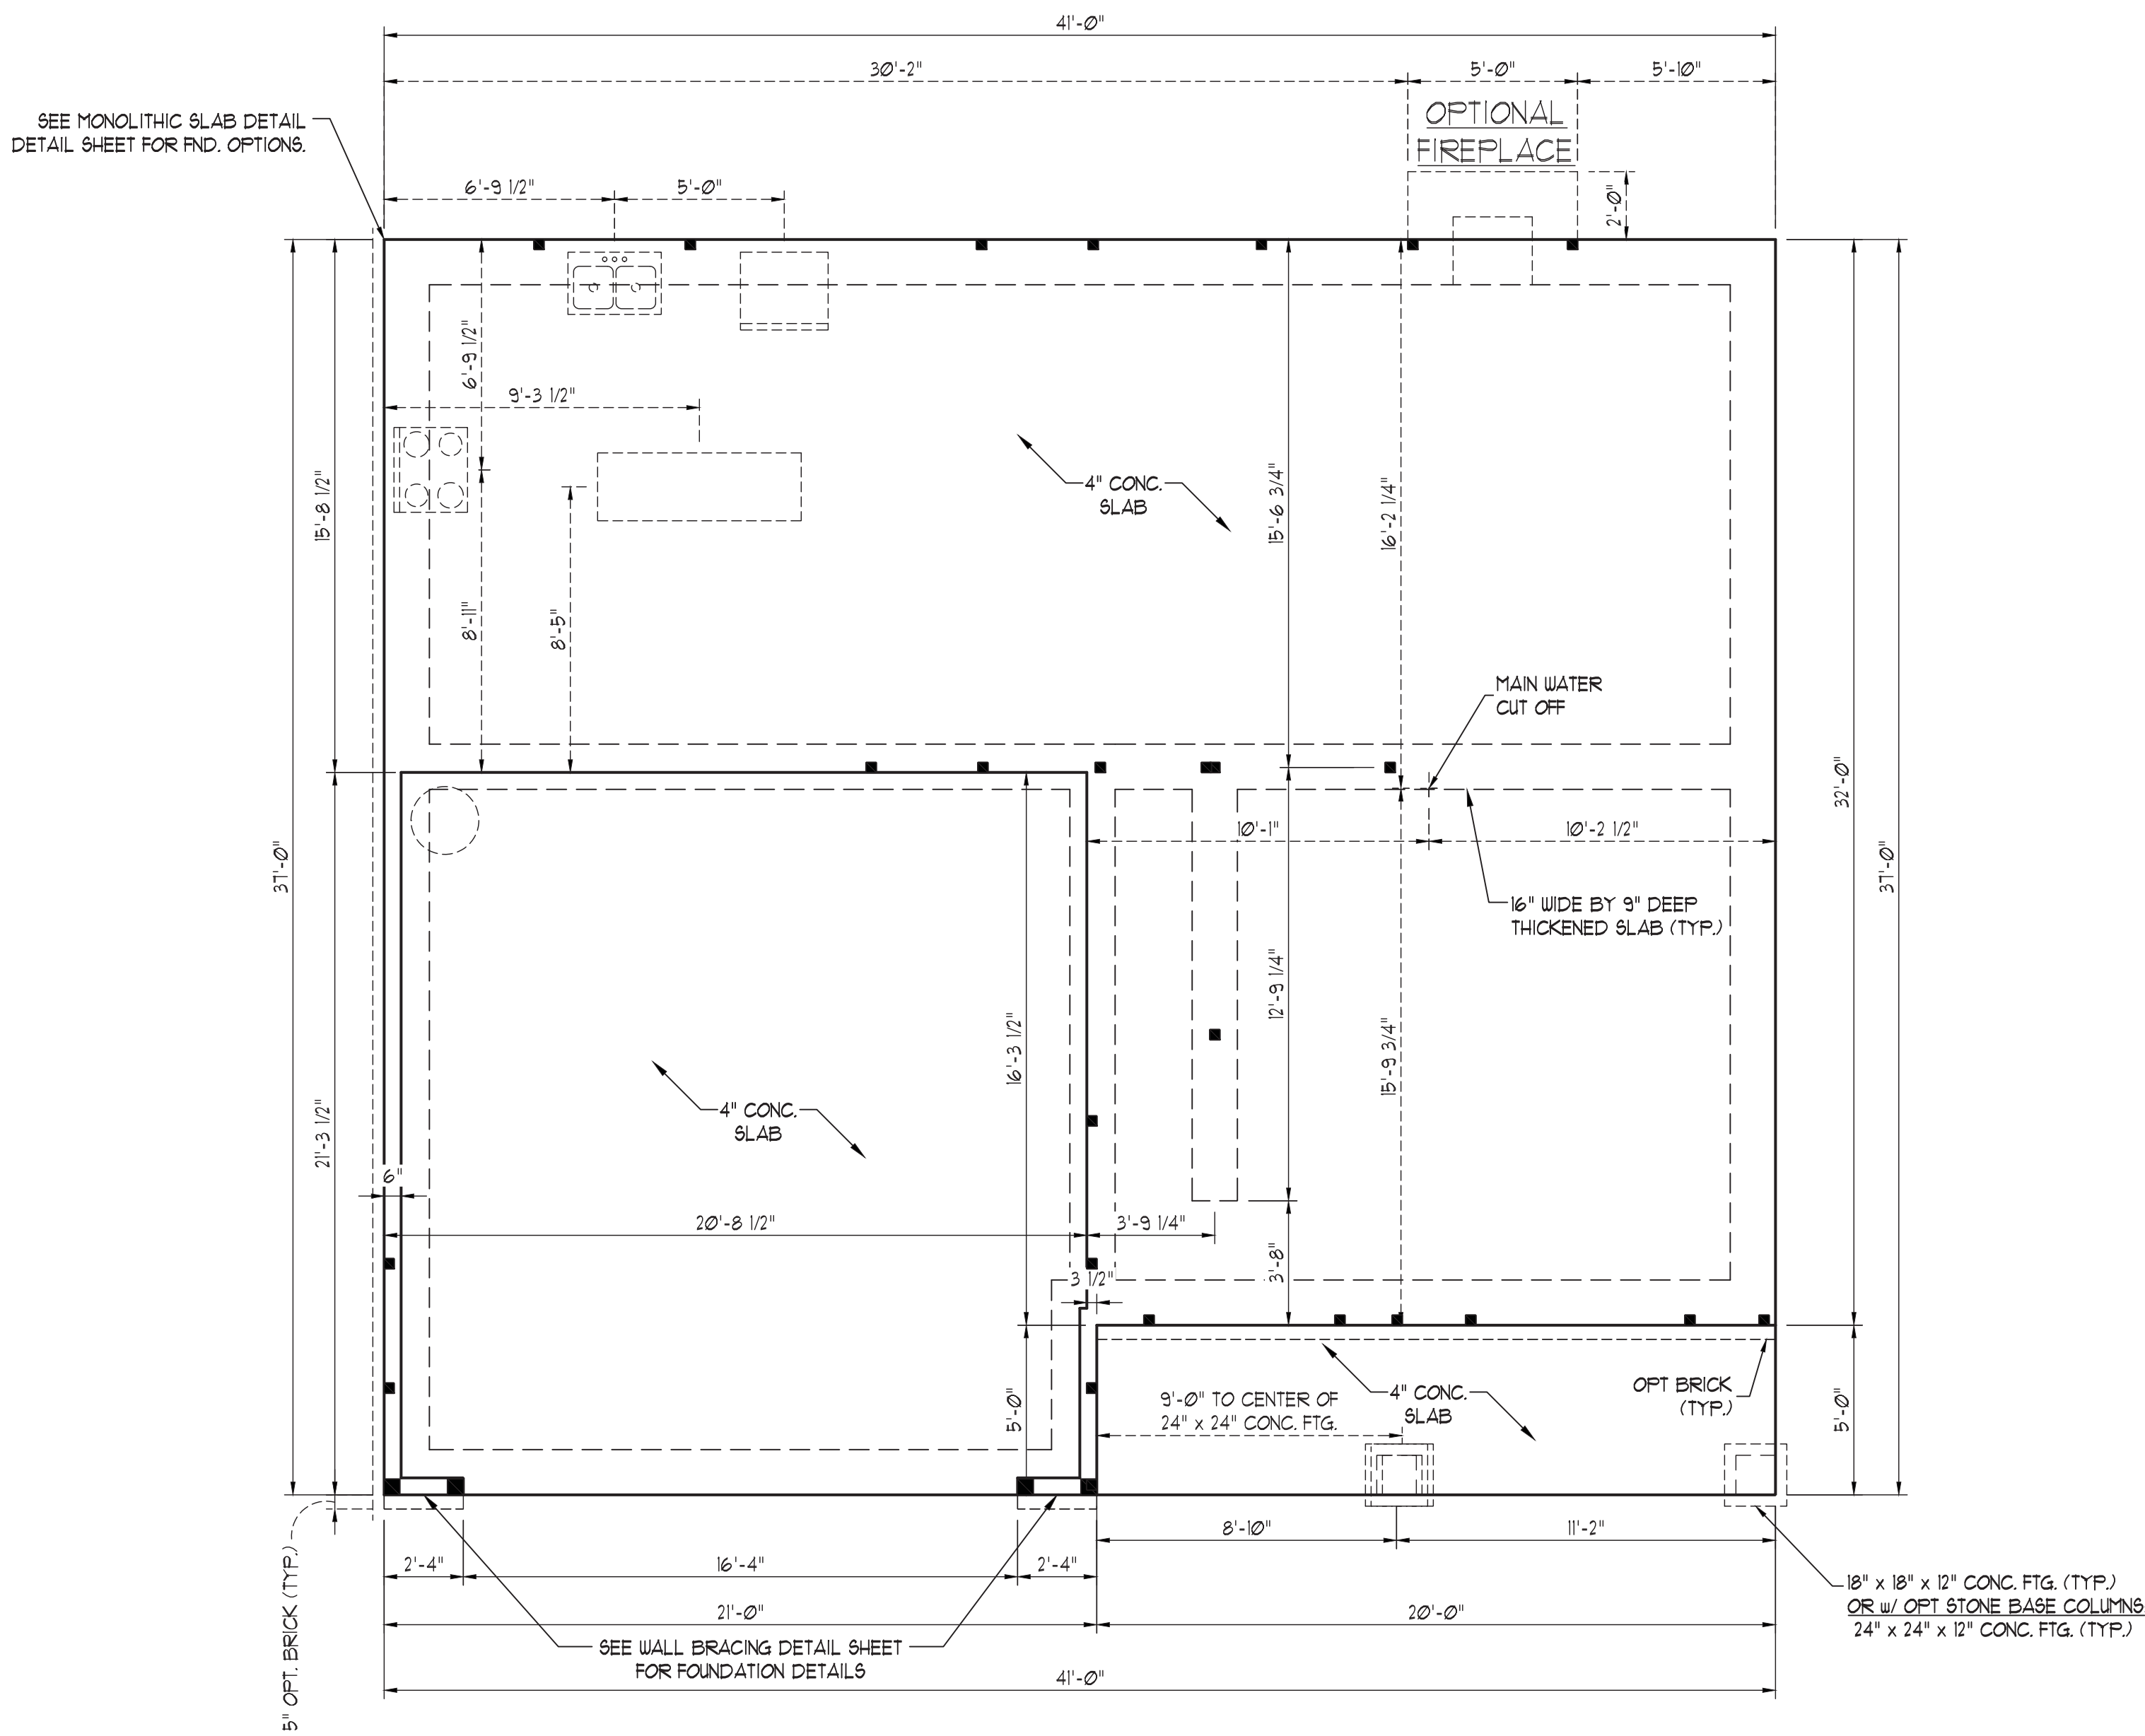 41'-0"
30'-2"
5'-0"
5'-10"
OPTIONAL
FIREPLACE
SEE MONOLITHIC SLAB DETAIL
DETAIL SHEET FOR FND. OPTIONS.
6'-9 1/2"
5'-0"
2'-0"
6'-9 1/2"
9'-3 1/2"
15'-8 1/2"
4" CONC.
SLAB
15'-6 3/4"
16'-2 1/4"
8'-11"
8'-5"
MAIN WATER
CUT OFF
32'-0"
10'-1"
10'-2 1/2"
37'-0"
37'-0"
16" WIDE BY 9" DEEP
THICKENED SLAB (TYP.)
12'-9 1/4"
16'-3 1/2"
15'-9 3/4"
4" CONC.
SLAB
21'-3 1/2"
6"
20'-8 1/2"
3'-9 1/4"
3'-8"
3 1/2"
OPT BRICK
(TYP.)
4" CONC.
SLAB
9'-0" TO CENTER OF
24" x 24" CONC. FTG.
5'-0"
5'-0"
8'-10"
11'-2"
2'-4"
16'-4"
2'-4"
18" x 18" x 12" CONC. FTG. (TYP.)
OR w/ OPT STONE BASE COLUMNS
24" x 24" x 12" CONC. FTG. (TYP.)
21'-0"
20'-0"
5" OPT. BRICK (TYP.)
SEE WALL BRACING DETAIL SHEET
FOR FOUNDATION DETAILS
41'-0"